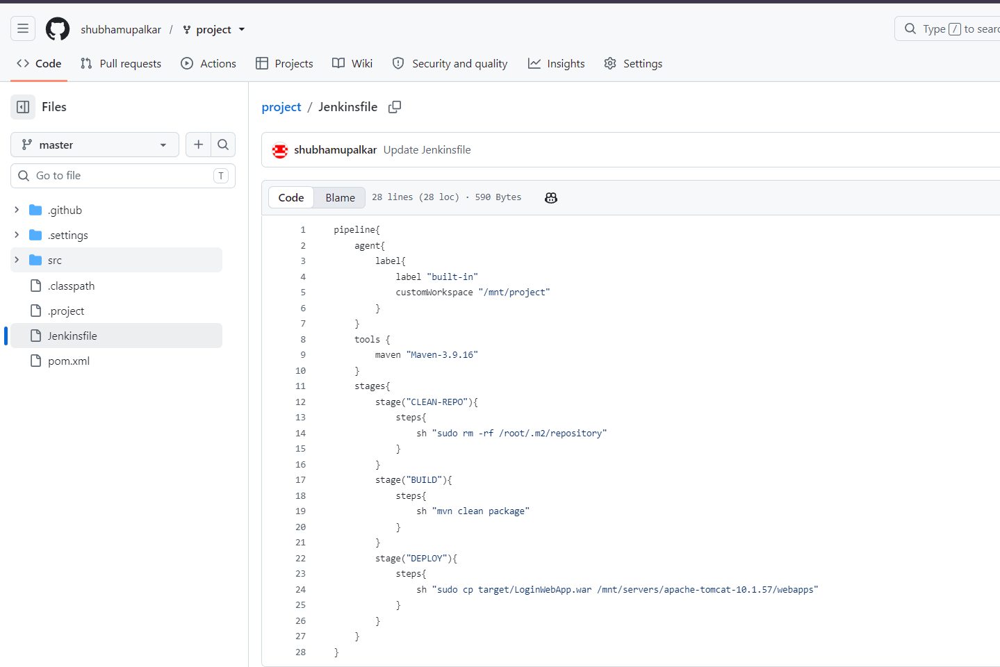 shubhamupalkar / project
Type / to searc
Code Pull requests Actions Projects Wiki Security and quality Insights Settings
Files
master
Go to file T
.github
.settings
src
.classpath
.project
Jenkinsfile
pom.xml
project / Jenkinsfile
shubhamupalkar Update Jenkinsfile
Code Blame 28 lines (28 loc) · 590 Bytes
1 pipeline{
2     agent{
3         label{
4             label "built-in"
5             customWorkspace "/mnt/project"
6         }
7     }
8     tools {
9         maven "Maven-3.9.16"
10     }
11     stages{
12         stage("CLEAN-REPO"){
13             steps{
14                 sh "sudo rm -rf /root/.m2/repository"
15             }
16         }
17         stage("BUILD"){
18             steps{
19                 sh "mvn clean package"
20             }
21         }
22         stage("DEPLOY"){
23             steps{
24                 sh "sudo cp target/LoginWebApp.war /mnt/servers/apache-tomcat-10.1.57/webapps"
25             }
26         }
27     }
28 }